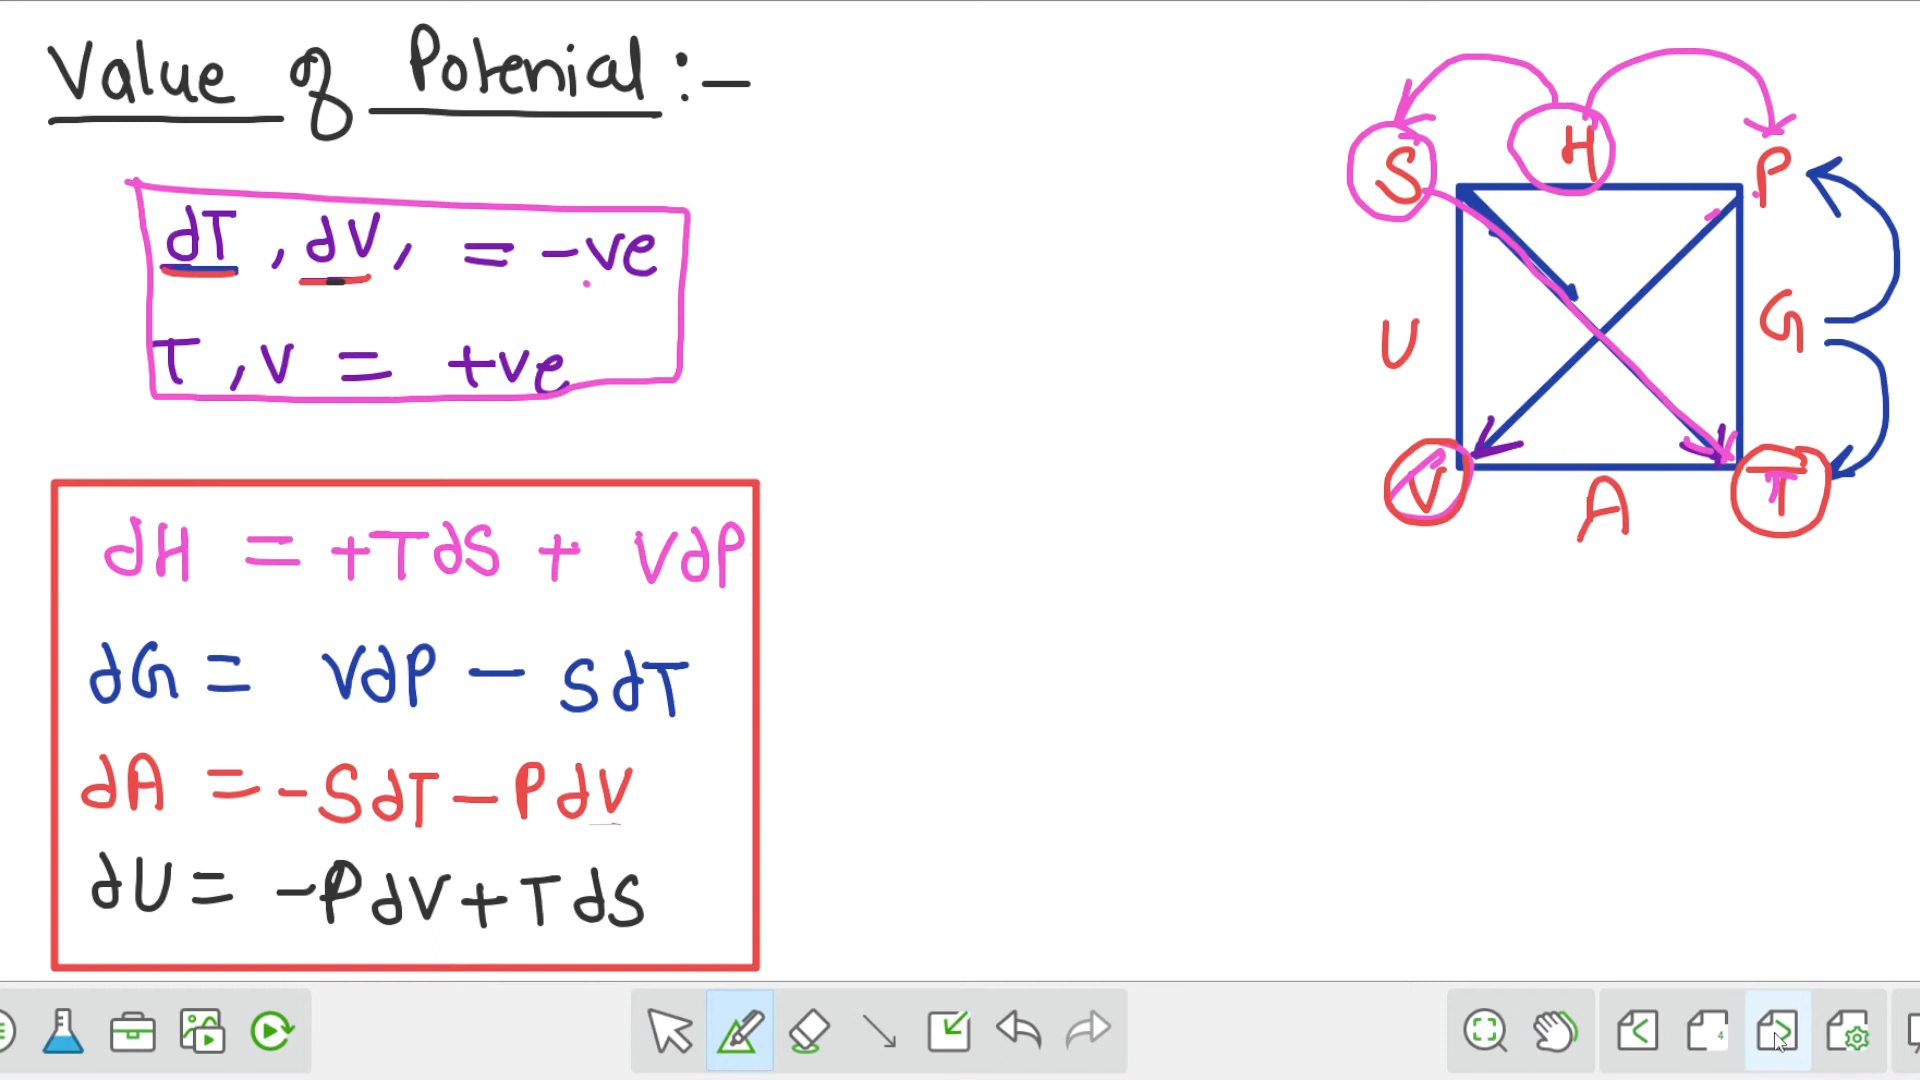 Value of Potenial :-
dT, dV, = -ve
T, V = +ve
dH = +TdS + VdP
dG = VdP - SdT
dA = -SdT - PdV
dU = -PdV + TdS
S H P
U G
V A T
4